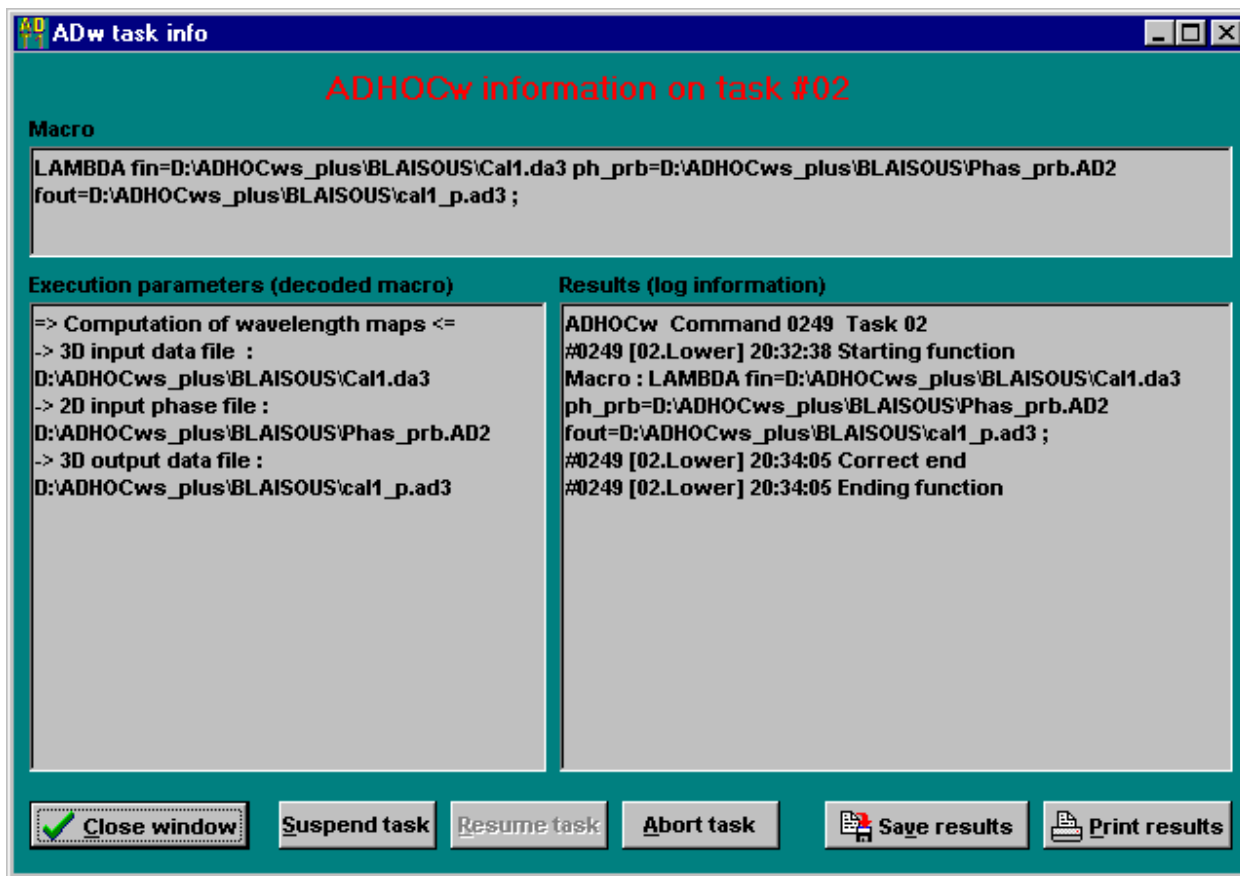 ADw task info
ADHOCw information on task #02
Macro
LAMBDA fin=D:\ADHOCws_plus\BLAISOUS\Cal1.da3 ph_prb=D:\ADHOCws_plus\BLAISOUS\Phas_prb.AD2
fout=D:\ADHOCws_plus\BLAISOUS\cal1_p.ad3 ;
Execution parameters (decoded macro)
=> Computation of wavelength maps <=
-> 3D input data file :
D:\ADHOCws_plus\BLAISOUS\Cal1.da3
-> 2D input phase file :
D:\ADHOCws_plus\BLAISOUS\Phas_prb.AD2
-> 3D output data file :
D:\ADHOCws_plus\BLAISOUS\cal1_p.ad3
Results (log information)
ADHOCw Command 0249 Task 02
#0249 [02.Lower] 20:32:38 Starting function
Macro : LAMBDA fin=D:\ADHOCws_plus\BLAISOUS\Cal1.da3
ph_prb=D:\ADHOCws_plus\BLAISOUS\Phas_prb.AD2
fout=D:\ADHOCws_plus\BLAISOUS\cal1_p.ad3 ;
#0249 [02.Lower] 20:34:05 Correct end
#0249 [02.Lower] 20:34:05 Ending function
Close window
Suspend task
Resume task
Abort task
Save results
Print results